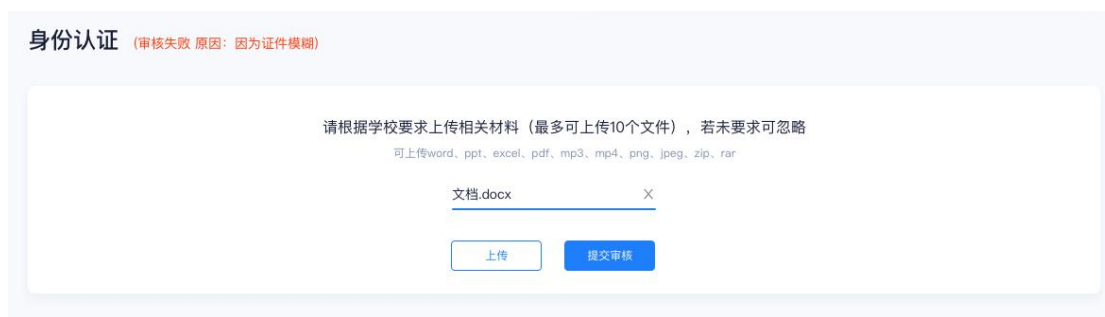 身份认证 (审核失败 原因：因为证件模糊)
请根据学校要求上传相关材料（最多可上传10个文件），若未要求可忽略
可上传word、ppt、excel、pdf、mp3、mp4、png、jpeg、zip、rar
文档.docx X
上传 提交审核